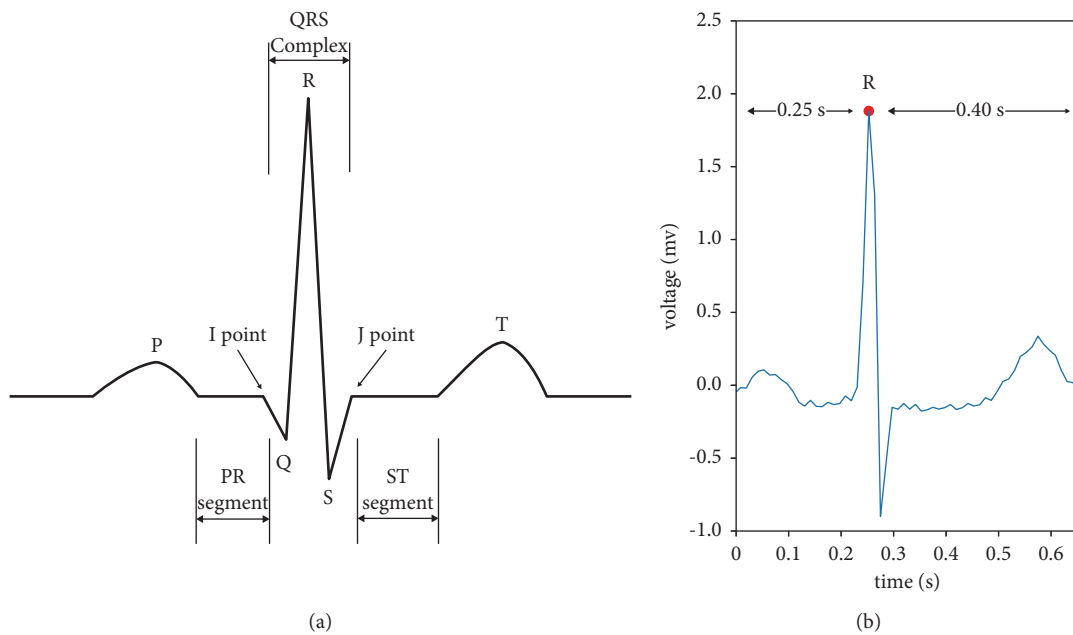 QRS
Complex
R
I point
J point
P
T
Q
S
PR
segment
ST
segment
(a)
2.5
2.0
1.5
1.0
0.5
0.0
-0.5
-1.0
voltage (mv)
R
0.25 s
0.40 s
0
0.1
0.2
0.3
0.4
0.5
0.6
time (s)
(b)